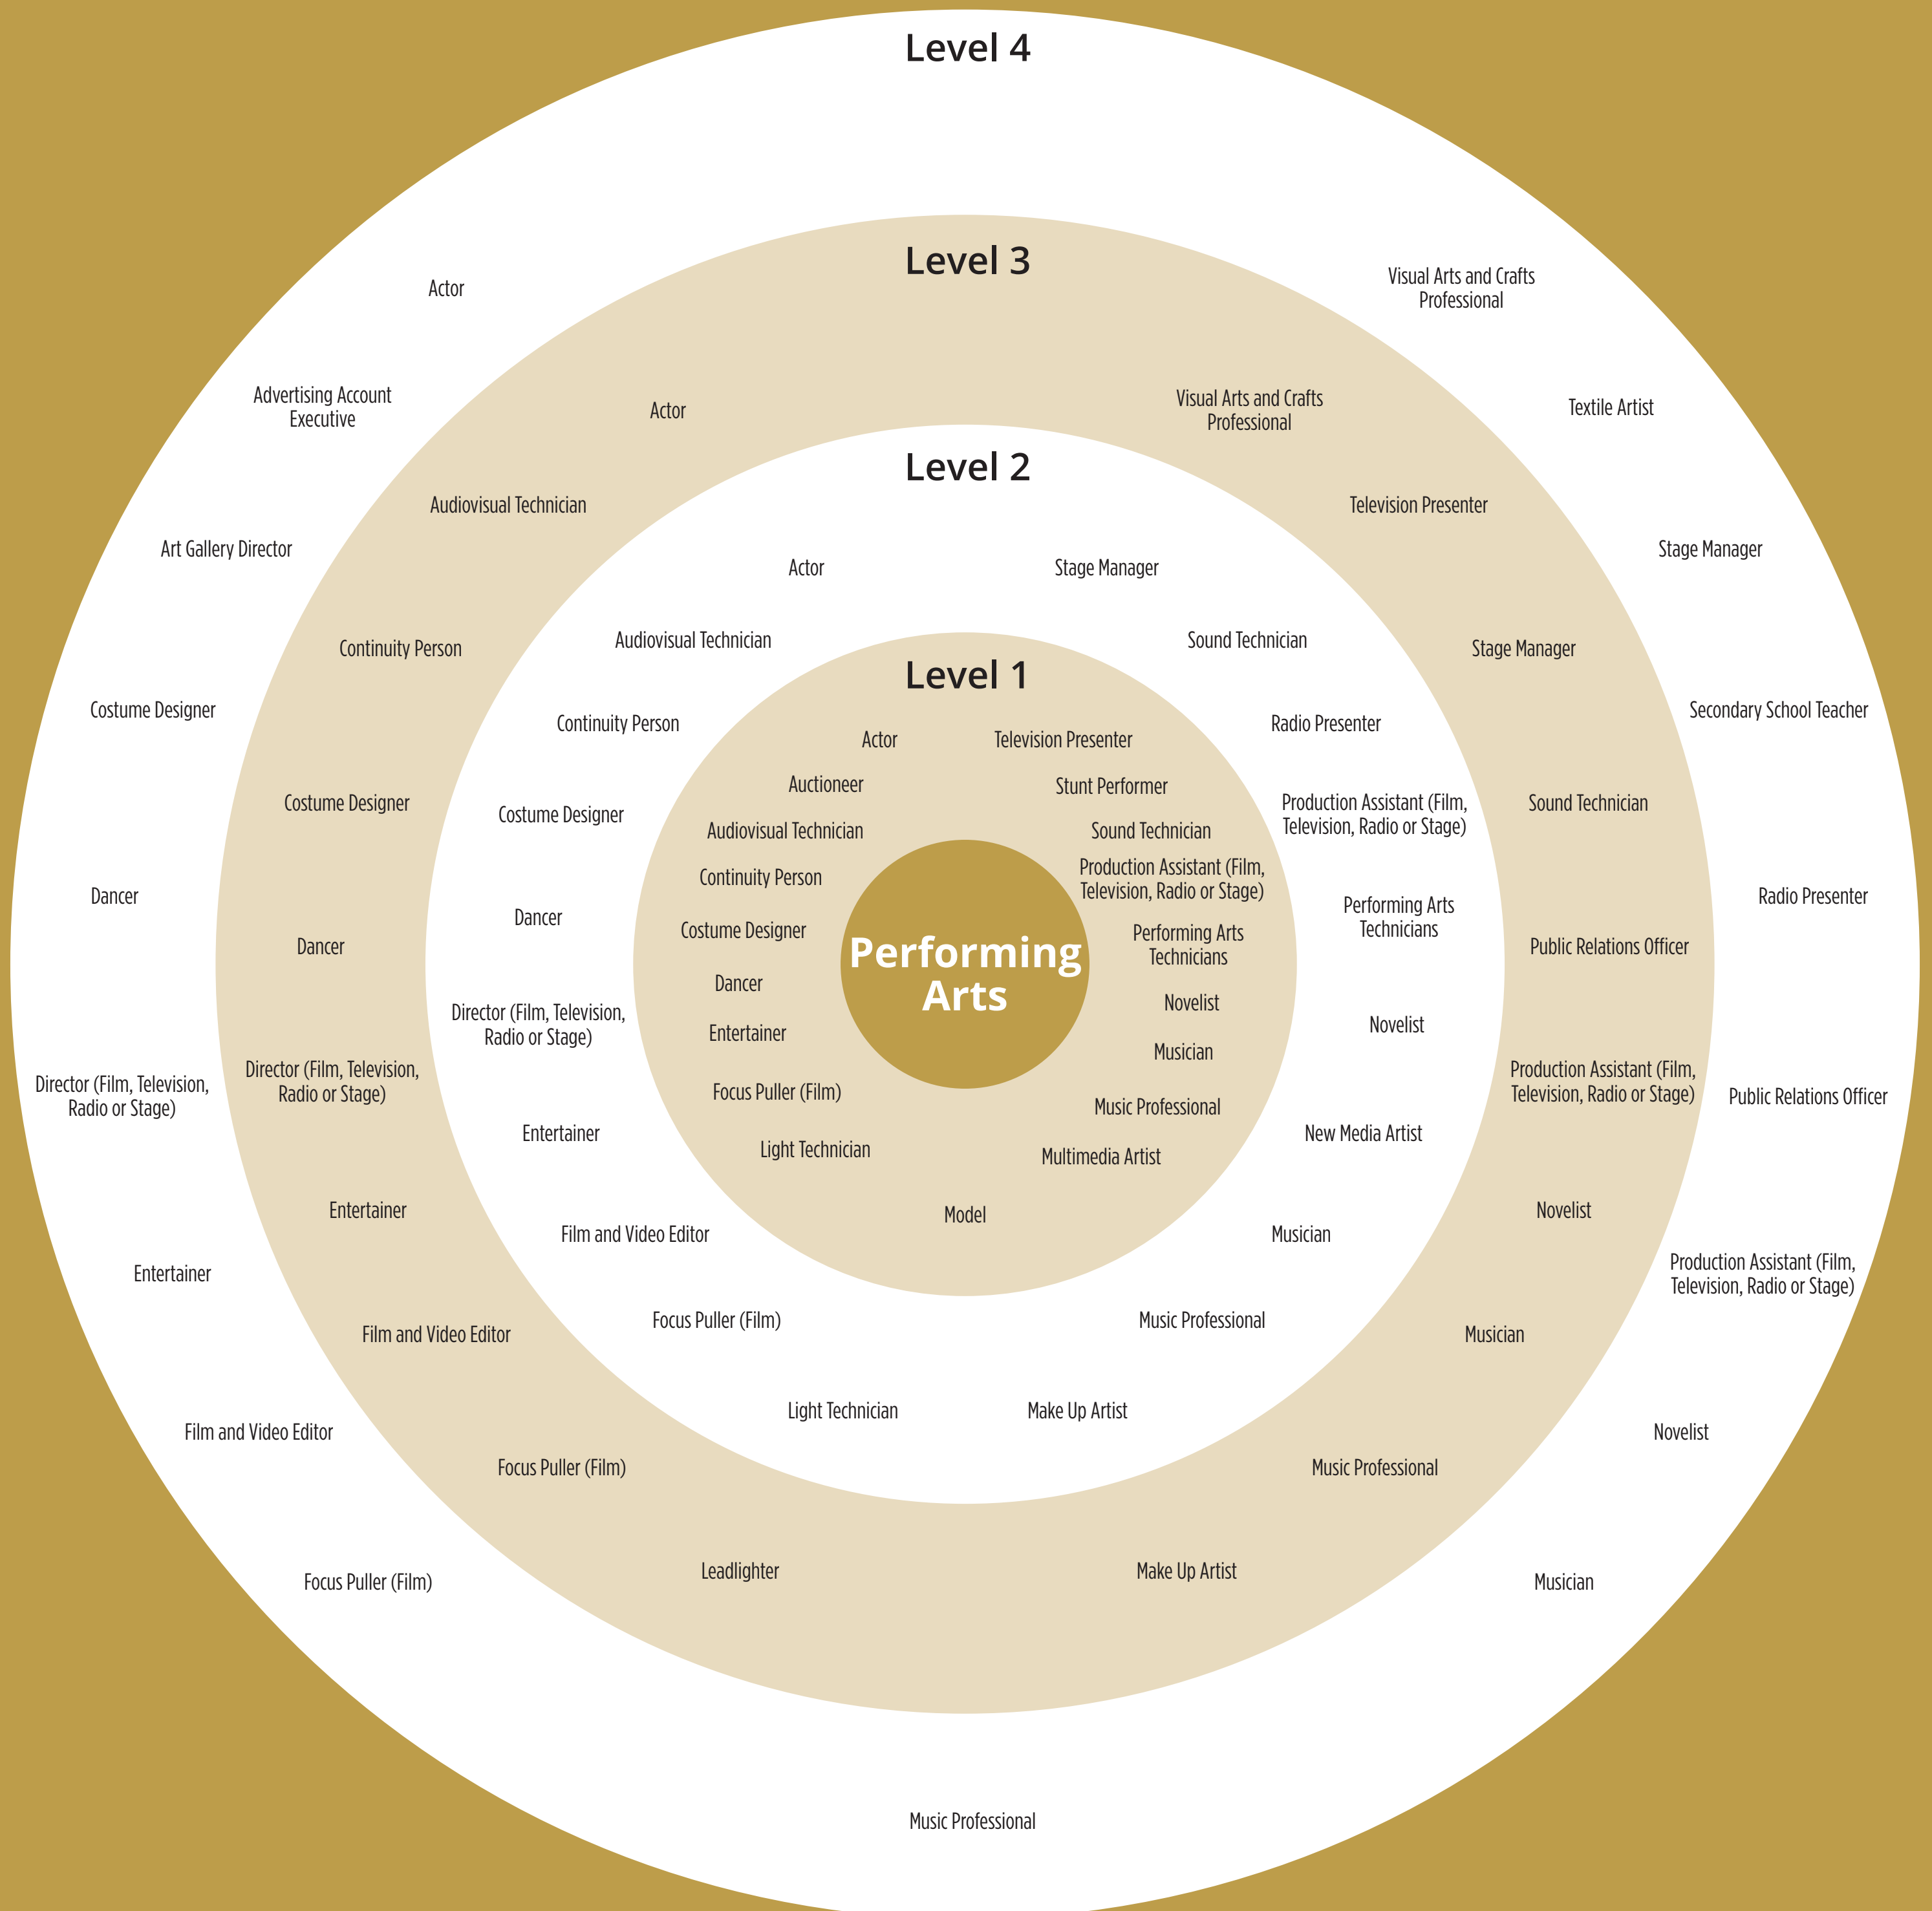 Level 4
Actor
Visual Arts and Crafts
Professional
Advertising Account
Executive
Textile Artist
Art Gallery Director
Stage Manager
Costume Designer
Secondary School Teacher
Dancer
Radio Presenter
Director (Film, Television,
Radio or Stage)
Public Relations Officer
Entertainer
Production Assistant (Film,
Television, Radio or Stage)
Film and Video Editor
Novelist
Focus Puller (Film)
Musician
Music Professional
Level 3
Actor
Visual Arts and Crafts
Professional
Audiovisual Technician
Television Presenter
Continuity Person
Stage Manager
Costume Designer
Sound Technician
Dancer
Public Relations Officer
Director (Film, Television,
Radio or Stage)
Production Assistant (Film,
Television, Radio or Stage)
Entertainer
Novelist
Film and Video Editor
Musician
Focus Puller (Film)
Music Professional
Leadlighter
Make Up Artist
Level 2
Actor
Stage Manager
Audiovisual Technician
Sound Technician
Continuity Person
Radio Presenter
Costume Designer
Production Assistant (Film,
Television, Radio or Stage)
Dancer
Performing Arts
Technicians
Director (Film, Television,
Radio or Stage)
Novelist
Entertainer
New Media Artist
Film and Video Editor
Musician
Focus Puller (Film)
Music Professional
Light Technician
Make Up Artist
Level 1
Actor
Television Presenter
Auctioneer
Stunt Performer
Audiovisual Technician
Sound Technician
Continuity Person
Production Assistant (Film,
Television, Radio or Stage)
Costume Designer
Performing Arts
Technicians
Dancer
Novelist
Entertainer
Musician
Focus Puller (Film)
Music Professional
Light Technician
Multimedia Artist
Model
Performing
Arts